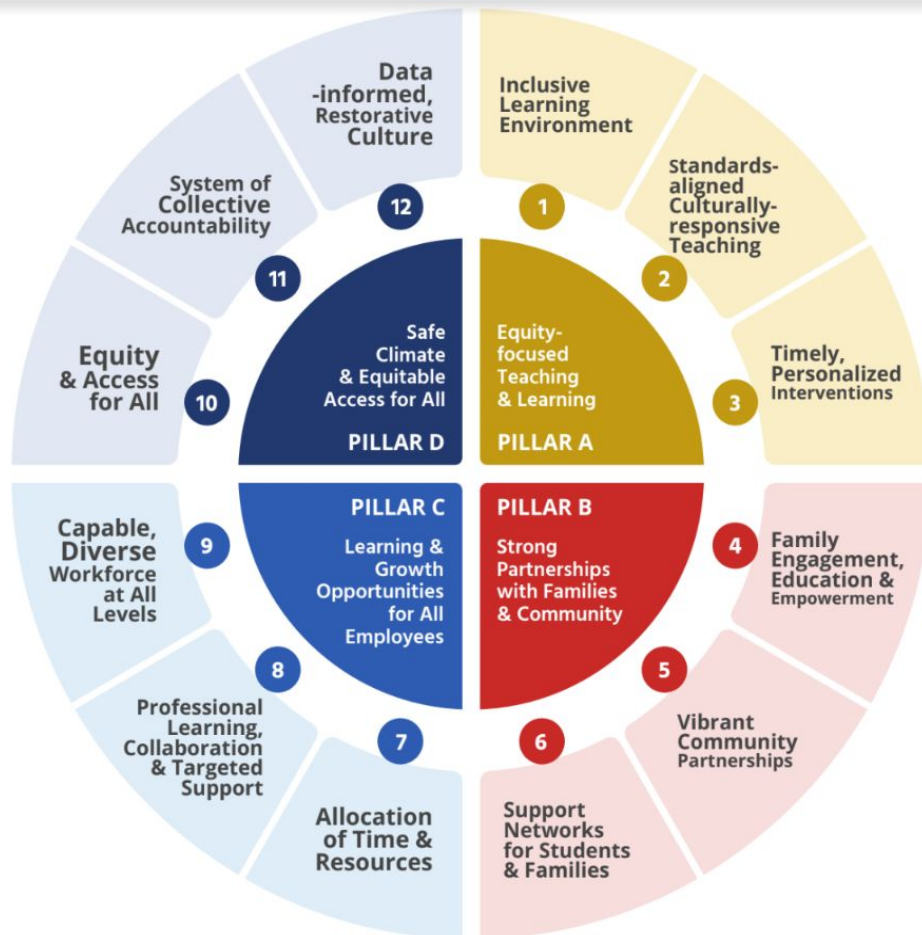 Inclusive
Learning
Environment
1
Standards-
aligned
Culturally-
responsive
Teaching
2
Timely,
Personalized
Interventions
3
Equity-
focused
Teaching
& Learning
PILLAR A
PILLAR B
Strong
Partnerships
with Families
& Community
4
Family
Engagement,
Education &
Empowerment
5
Vibrant
Community
Partnerships
6
Support
Networks
for Students
& Families
PILLAR C
Learning &
Growth
Opportunities
for All
Employees
7
Allocation
of Time &
Resources
8
Professional
Learning,
Collaboration
& Targeted
Support
9
Capable,
Diverse
Workforce
at All
Levels
Safe
Climate
& Equitable
Access for All
PILLAR D
10
Equity
& Access
for All
11
System of
Collective
Accountability
12
Data
-informed,
Restorative
Culture